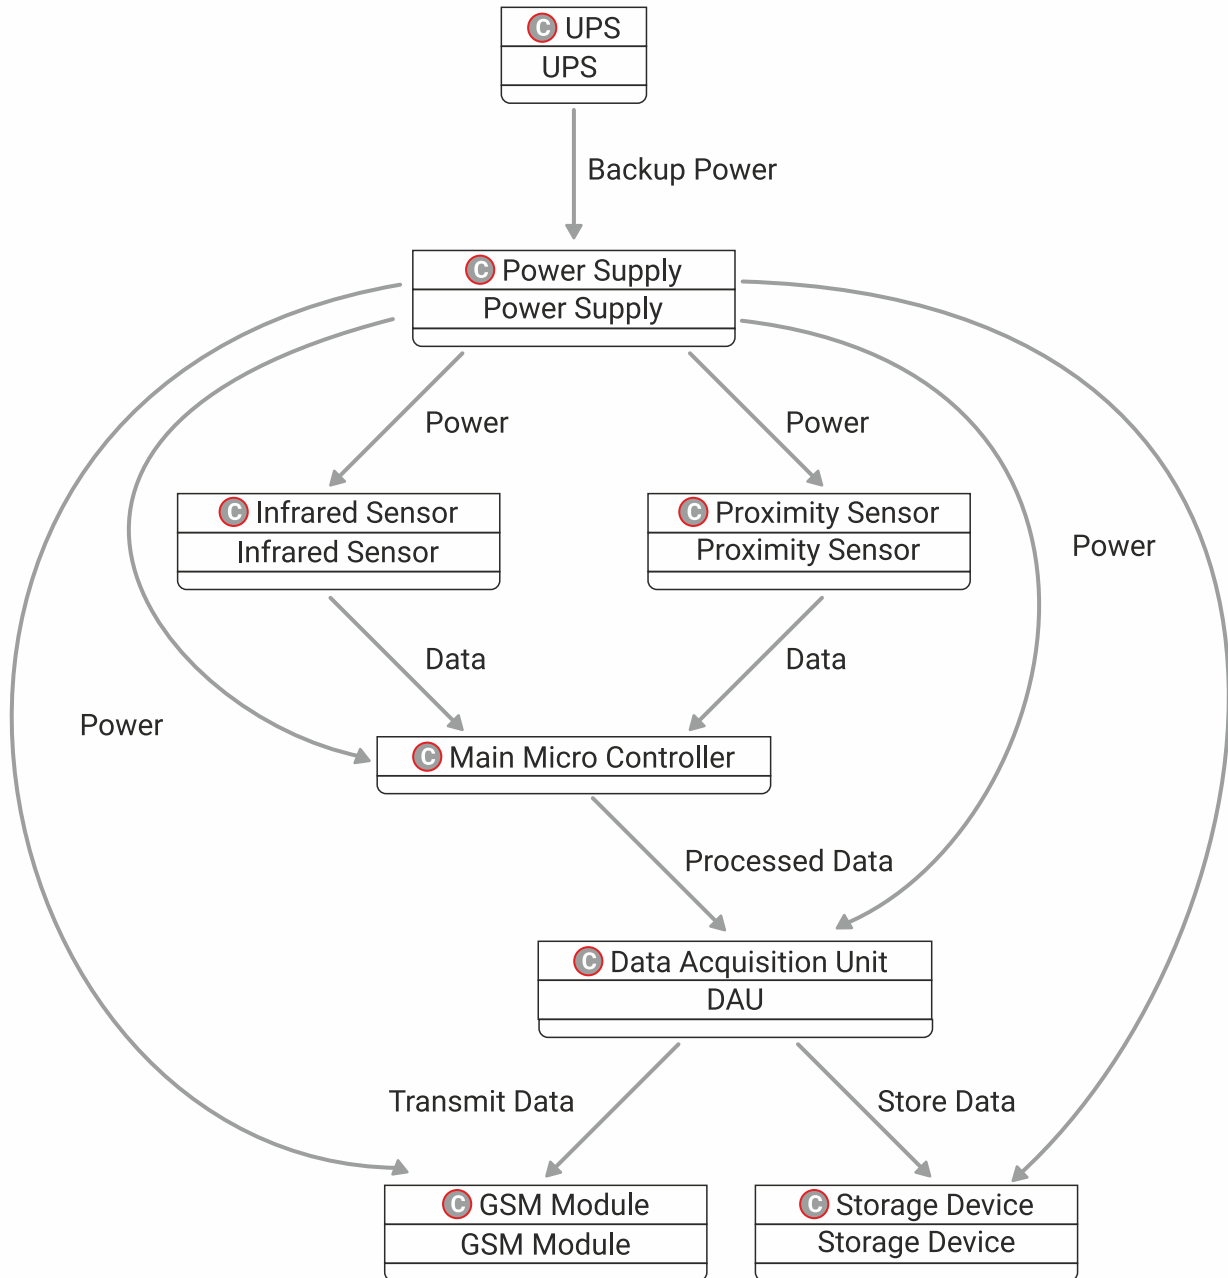 C UPS
UPS
Backup Power
C Power Supply
Power Supply
Power
Power
C Infrared Sensor
Infrared Sensor
C Proximity Sensor
Proximity Sensor
Power
Data
Data
Power
C Main Micro Controller
Processed Data
C Data Acquisition Unit
DAU
Transmit Data
Store Data
C GSM Module
GSM Module
C Storage Device
Storage Device